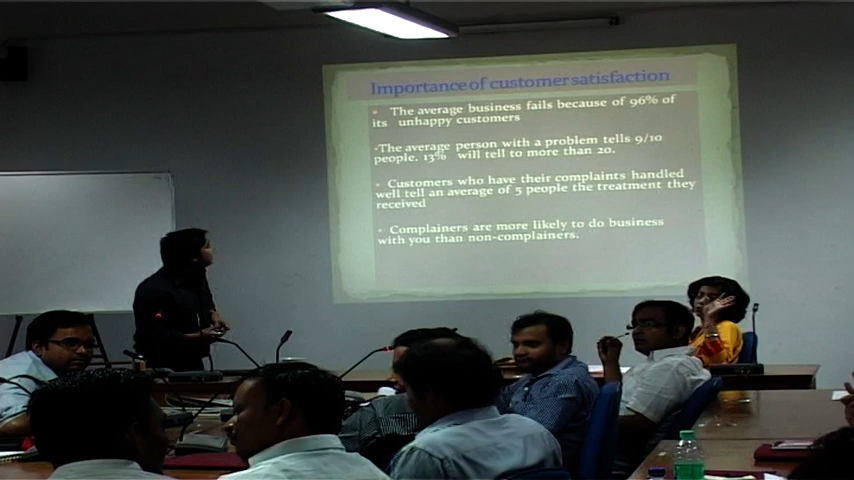 Importance of customer satisfaction
• The average business fails because of 96% of
its unhappy customers
•The average person with a problem tells 9/10
people. 13% will tell to more than 20.
• Customers who have their complaints handled
well tell an average of 5 people the treatment they
received
• Complainers are more likely to do business
with you than non-complainers.